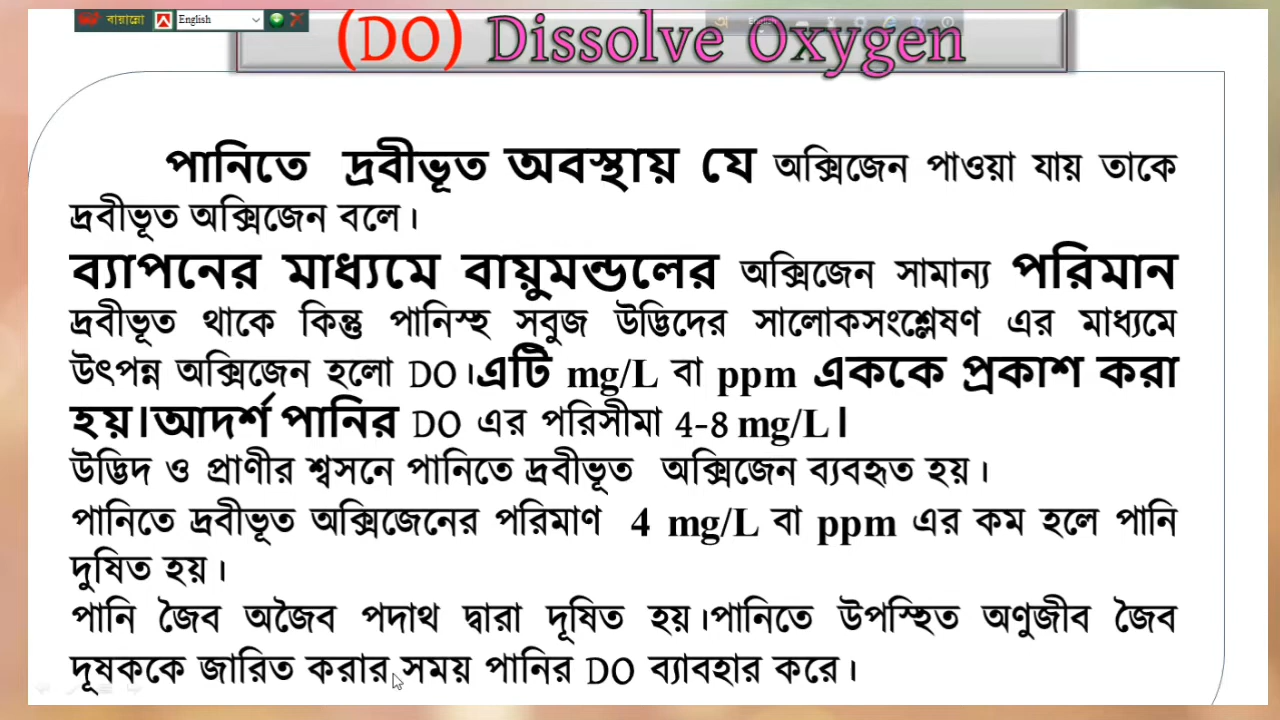 বায়ান্নো English
(DO) Dissolve Oxygen
পানিতে দ্রবীভূত অবস্থায় যে অক্সিজেন পাওয়া যায় তাকে
দ্রবীভূত অক্সিজেন বলে।
ব্যাপনের মাধ্যমে বায়ুমন্ডলের অক্সিজেন সামান্য পরিমান
দ্রবীভূত থাকে কিন্তু পানিস্হ সবুজ উদ্ভিদের সালোকসংশ্লেষণ এর মাধ্যমে
উৎপন্ন অক্সিজেন হলো DO।এটি mg/L বা ppm এককে প্রকাশ করা
হয়।আদর্শ পানির DO এর পরিসীমা 4-8 mg/L।
উদ্ভিদ ও প্রাণীর শ্বসনে পানিতে দ্রবীভূত অক্সিজেন ব্যবহৃত হয়।
পানিতে দ্রবীভূত অক্সিজেনের পরিমাণ 4 mg/L বা ppm এর কম হলে পানি
দুষিত হয়।
পানি জৈব অজৈব পদাথ দ্বারা দূষিত হয়।পানিতে উপস্হিত অণুজীব জৈব
দূষককে জারিত করার সময় পানির DO ব্যাবহার করে।